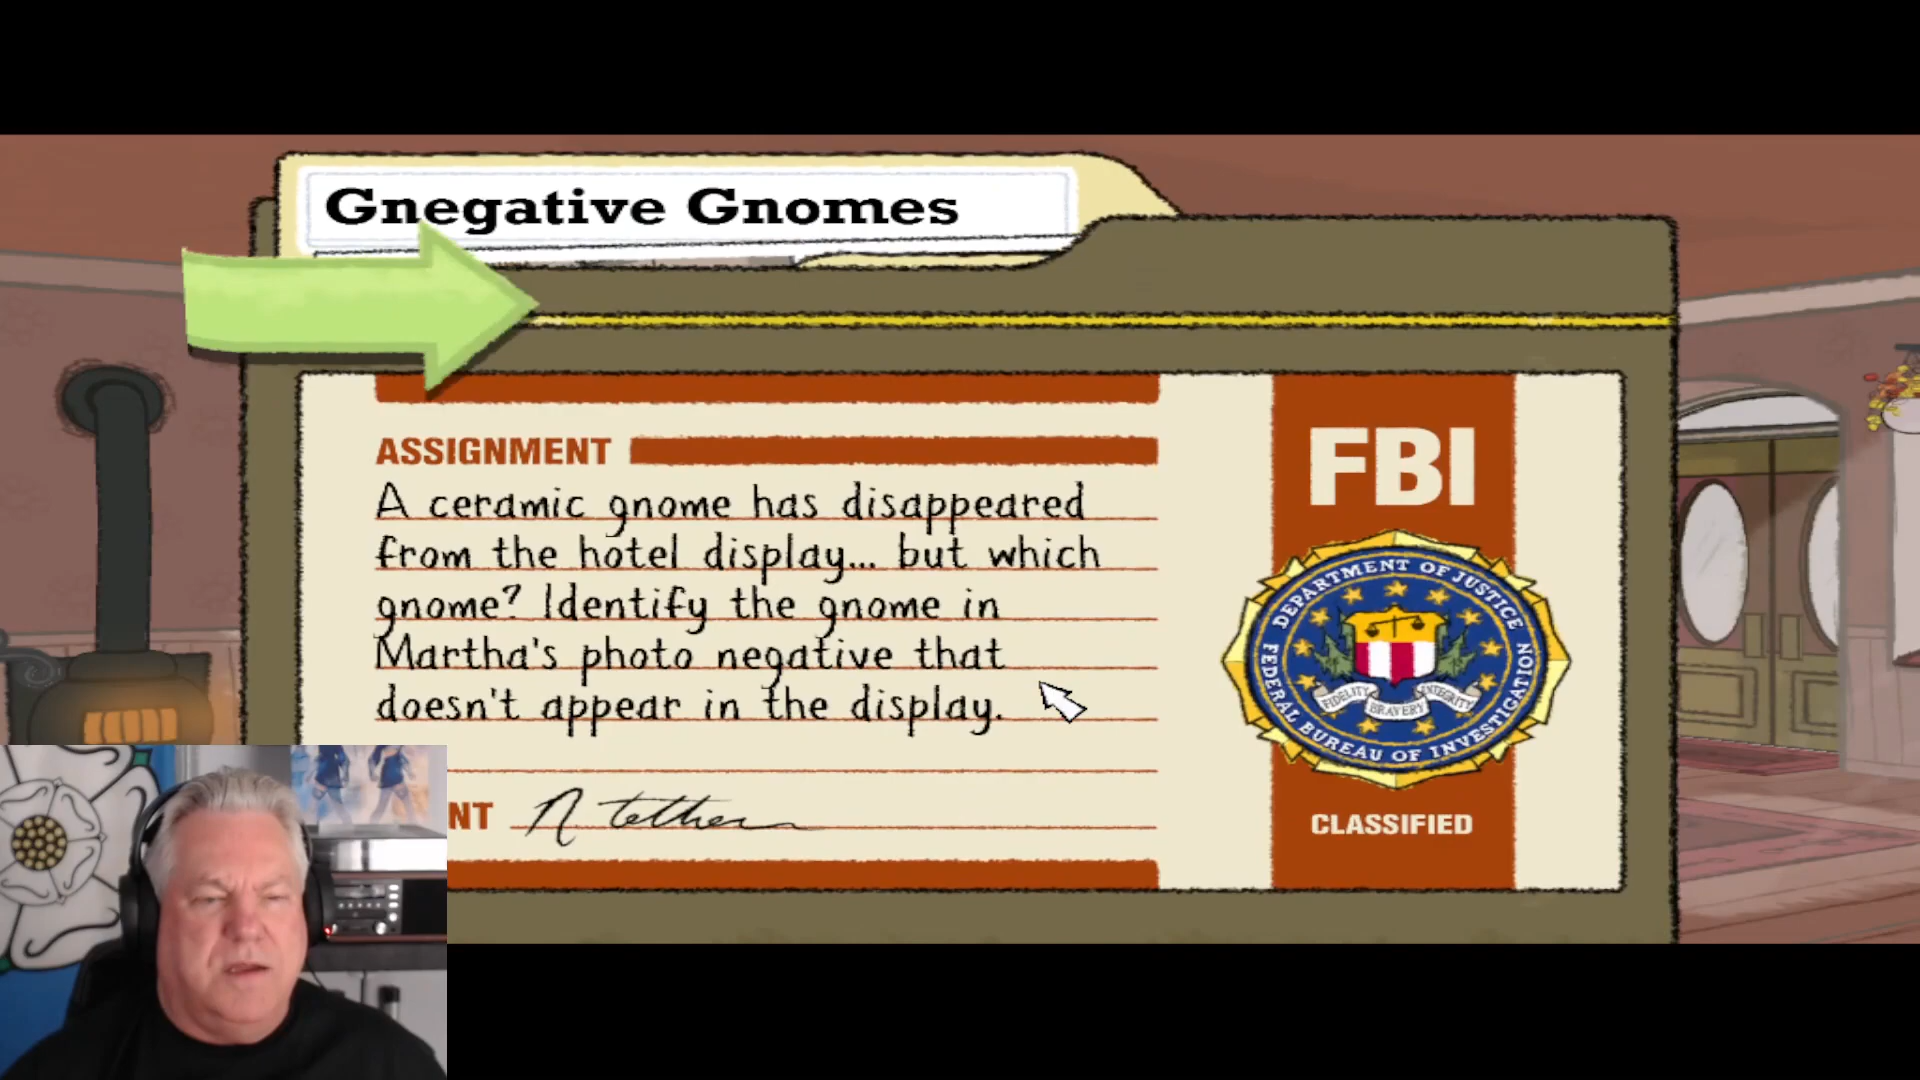 Gnegative Gnomes
ASSIGNMENT
A ceramic gnome has disappeared
from the hotel display... but which
gnome? Identify the gnome in
Martha's photo negative that
doesn't appear in the display.
NT N Tethers
FBI
DEPARTMENT OF JUSTICE
FEDERAL BUREAU OF INVESTIGATION
FIDELITY BRAVERY INTEGRITY
CLASSIFIED